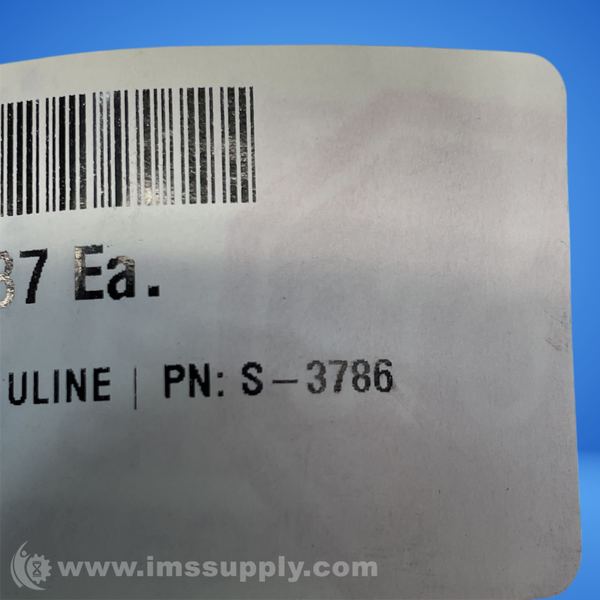 37 Ea.
ULINE | PN: S-3786
www.imssupply.com